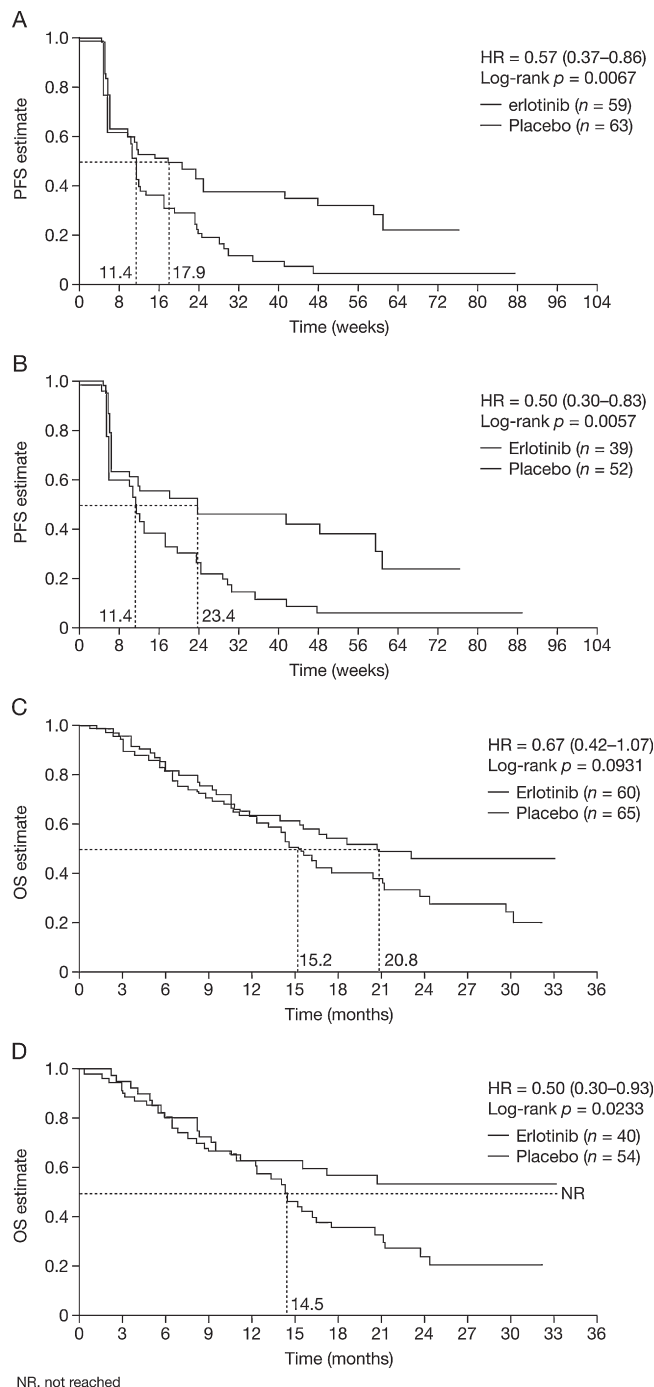 A
HR = 0.57 (0.37–0.86)
Log-rank p = 0.0067
erlotinib (n = 59)
Placebo (n = 63)
PFS estimate
1.0
0.8
0.6
0.4
0.2
0
11.4
17.9
0 8 16 24 32 40 48 56 64 72 80 88 96 104
Time (weeks)
B
HR = 0.50 (0.30–0.83)
Log-rank p = 0.0057
Erlotinib (n = 39)
Placebo (n = 52)
PFS estimate
1.0
0.8
0.6
0.4
0.2
0
11.4
23.4
0 8 16 24 32 40 48 56 64 72 80 88 96 104
Time (weeks)
C
HR = 0.67 (0.42–1.07)
Log-rank p = 0.0931
Erlotinib (n = 60)
Placebo (n = 65)
OS estimate
1.0
0.8
0.6
0.4
0.2
0
15.2
20.8
0 3 6 9 12 15 18 21 24 27 30 33 36
Time (months)
D
HR = 0.50 (0.30–0.93)
Log-rank p = 0.0233
Erlotinib (n = 40)
Placebo (n = 54)
OS estimate
1.0
0.8
0.6
0.4
0.2
0
NR
14.5
0 3 6 9 12 15 18 21 24 27 30 33 36
Time (months)
NR, not reached